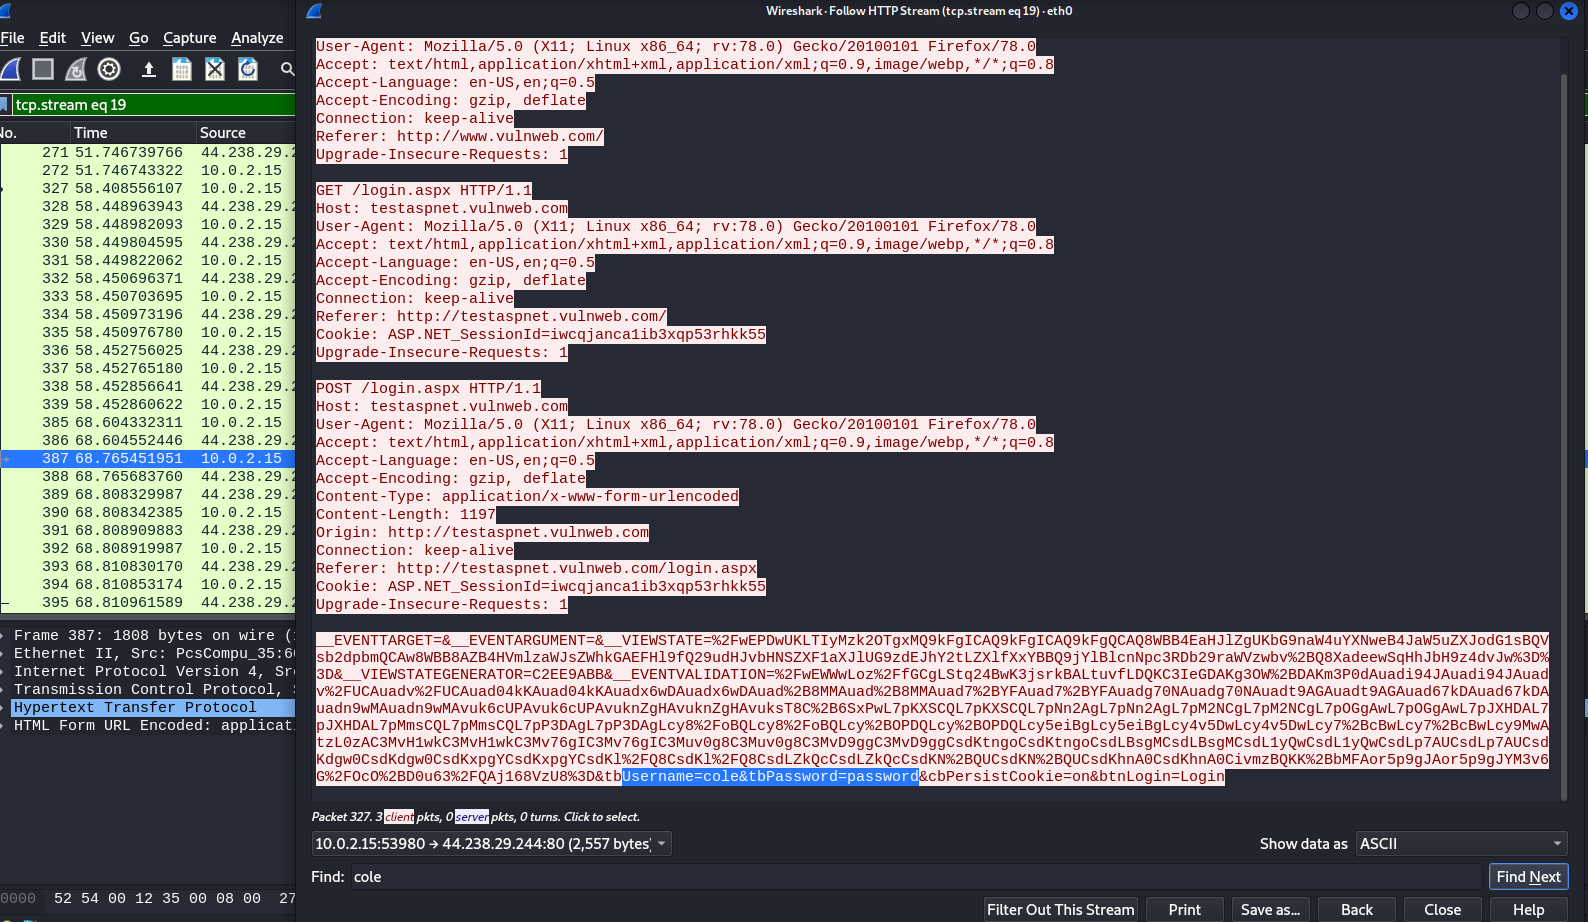 Wireshark · Follow HTTP Stream (tcp.stream eq 19) · eth0
File Edit View Go Capture Analyze
tcp.stream eq 19
No. Time Source
271 51.746739766 44.238.29.2
272 51.746743322 10.0.2.15
327 58.408556107 10.0.2.15
328 58.448963943 44.238.29.2
329 58.448982093 10.0.2.15
330 58.449804595 44.238.29.2
331 58.449822062 10.0.2.15
332 58.450696371 44.238.29.2
333 58.450703695 10.0.2.15
334 58.450973196 44.238.29.2
335 58.450976780 10.0.2.15
336 58.452756025 44.238.29.2
337 58.452765180 10.0.2.15
338 58.452856641 44.238.29.2
339 58.452860622 10.0.2.15
385 68.604332311 10.0.2.15
386 68.604552446 44.238.29.2
387 68.765451951 10.0.2.15
388 68.765683760 44.238.29.2
389 68.808329987 44.238.29.2
390 68.808342385 10.0.2.15
391 68.808909883 44.238.29.2
392 68.808919987 10.0.2.15
393 68.810830170 44.238.29.2
394 68.810853174 10.0.2.15
395 68.810961589 44.238.29.2
Frame 387: 1808 bytes on wire (
Ethernet II, Src: PcsCompu_35:6
Internet Protocol Version 4, Sr
Transmission Control Protocol,
Hypertext Transfer Protocol
HTML Form URL Encoded: applicat
0000 52 54 00 12 35 00 08 00 27
User-Agent: Mozilla/5.0 (X11; Linux x86_64; rv:78.0) Gecko/20100101 Firefox/78.0
Accept: text/html,application/xhtml+xml,application/xml;q=0.9,image/webp,*/*;q=0.8
Accept-Language: en-US,en;q=0.5
Accept-Encoding: gzip, deflate
Connection: keep-alive
Referer: http://www.vulnweb.com/
Upgrade-Insecure-Requests: 1
GET /login.aspx HTTP/1.1
Host: testaspnet.vulnweb.com
User-Agent: Mozilla/5.0 (X11; Linux x86_64; rv:78.0) Gecko/20100101 Firefox/78.0
Accept: text/html,application/xhtml+xml,application/xml;q=0.9,image/webp,*/*;q=0.8
Accept-Language: en-US,en;q=0.5
Accept-Encoding: gzip, deflate
Connection: keep-alive
Referer: http://testaspnet.vulnweb.com/
Cookie: ASP.NET_SessionId=iwcqjanca1ib3xqp53rhkk55
Upgrade-Insecure-Requests: 1
POST /login.aspx HTTP/1.1
Host: testaspnet.vulnweb.com
User-Agent: Mozilla/5.0 (X11; Linux x86_64; rv:78.0) Gecko/20100101 Firefox/78.0
Accept: text/html,application/xhtml+xml,application/xml;q=0.9,image/webp,*/*;q=0.8
Accept-Language: en-US,en;q=0.5
Accept-Encoding: gzip, deflate
Content-Type: application/x-www-form-urlencoded
Content-Length: 1197
Origin: http://testaspnet.vulnweb.com
Connection: keep-alive
Referer: http://testaspnet.vulnweb.com/login.aspx
Cookie: ASP.NET_SessionId=iwcqjanca1ib3xqp53rhkk55
Upgrade-Insecure-Requests: 1
__EVENTTARGET=&__EVENTARGUMENT=&__VIEWSTATE=%2FwEPDwUKLTIyMzk2OTgxMQ9kFgICAQ9kFgICAQ9kFgQCAQ8WBB4EaHJlZgUKbG9naW4uYXNweB4JaW5uZXJodG1sBQV
sb2dpbmQCAw8WBB8AZB4HVmlzaWJsZWhkGAEFHl9fQ29udHJvbHNSZXF1aXJlUG9zdEJhY2tLZXlfXxYBBQ9jYlBlcnNpc3RDb29raWVzwbv%2BQ8XadeewSqHhJbH9z4dvJw%3D%
3D&__VIEWSTATEGENERATOR=C2EE9ABB&__EVENTVALIDATION=%2FwEWWwLoz%2FfGCgLStq24BwK3jsrkBALtuvfLDQKC3IeGDAKg3OW%2BDAKm3P0dAuadi94JAuadi94JAuad
v%2FUCAuadv%2FUCAuad04kKAuad04kKAuadx6wDAuadx6wDAuad%2B8MMAuad%2B8MMAuad7%2BYFAuad7%2BYFAuadg70NAuadg70NAuadt9AGAuadt9AGAuad67kDAuad67kDA
uadn9wMAuadn9wMAvuk6cUPAvuk6cUPAvuknZgHAvuknZgHAvuksT8C%2B6SxPwL7pKXSCQL7pKXSCQL7pNn2AgL7pNn2AgL7pM2NCgL7pM2NCgL7pOGgAwL7pOGgAwL7pJXHDAL7
pJXHDAL7pMmsCQL7pMmsCQL7pP3DAgL7pP3DAgLcy8%2FoBQLcy8%2FoBQLcy%2BOPDQLcy%2BOPDQLcy5eiBgLcy5eiBgLcy4v5DwLcy4v5DwLcy7%2BcBwLcy7%2BcBwLcy9MwA
tzL0zAC3MvH1wkC3MvH1wkC3Mv76gIC3Mv76gIC3Muv0g8C3Muv0g8C3MvD9ggC3MvD9ggCsdKtngoCsdKtngoCsdLBsgMCsdLBsgMCsdL1yQwCsdL1yQwCsdLp7AUCsdLp7AUCsd
Kdgw0CsdKdgw0CsdKxpgYCsdKxpgYCsdKl%2FQ8CsdKl%2FQ8CsdLZkQcCsdLZkQcCsdKN%2BQUCsdKN%2BQUCsdKhnA0CsdKhnA0CivmzBQKK%2BbMFAor5p9gJAor5p9gJYM3v6
G%2FOcO%2BD0u63%2FQAj168VzU8%3D&tbUsername=cole&tbPassword=password&cbPersistCookie=on&btnLogin=Login
Packet 327. 3 client pkts, 0 server pkts, 0 turns. Click to select.
10.0.2.15:53980 → 44.238.29.244:80 (2,557 bytes)
Show data as ASCII
Find: cole
Find Next
Filter Out This Stream Print Save as... Back Close Help